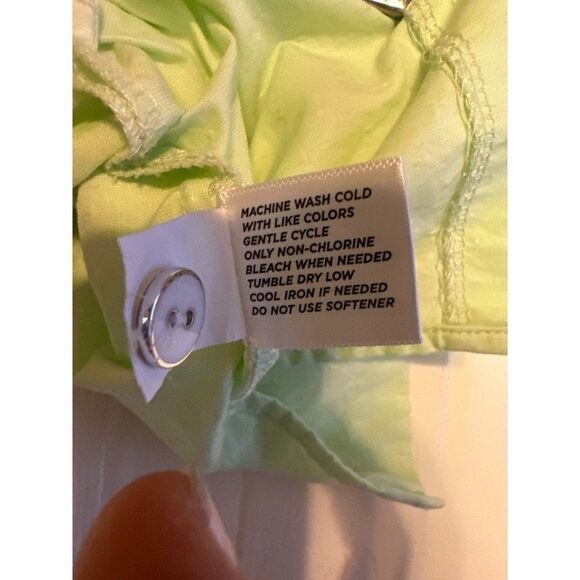 MACHINE WASH COLD
WITH LIKE COLORS
GENTLE CYCLE
ONLY NON-CHLORINE
BLEACH WHEN NEEDED
TUMBLE DRY LOW
COOL IRON IF NEEDED
DO NOT USE SOFTENER